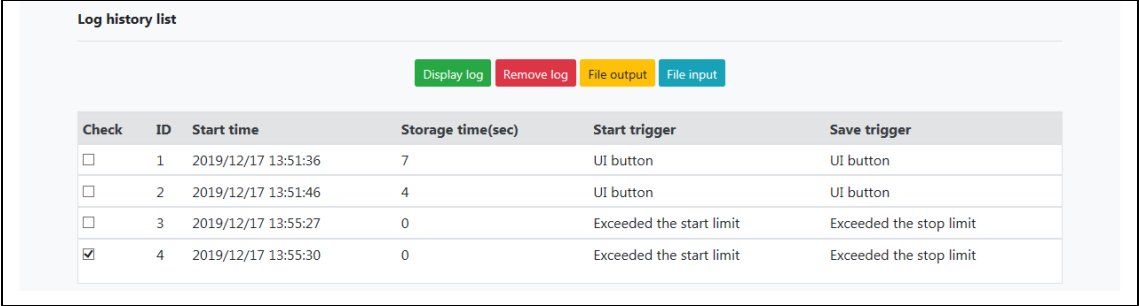 Log history list
Display log Remove log File output File input
Check ID Start time Storage time(sec) Start trigger Save trigger
1 2019/12/17 13:51:36 7 UI button UI button
2 2019/12/17 13:51:46 4 UI button UI button
3 2019/12/17 13:55:27 0 Exceeded the start limit Exceeded the stop limit
4 2019/12/17 13:55:30 0 Exceeded the start limit Exceeded the stop limit